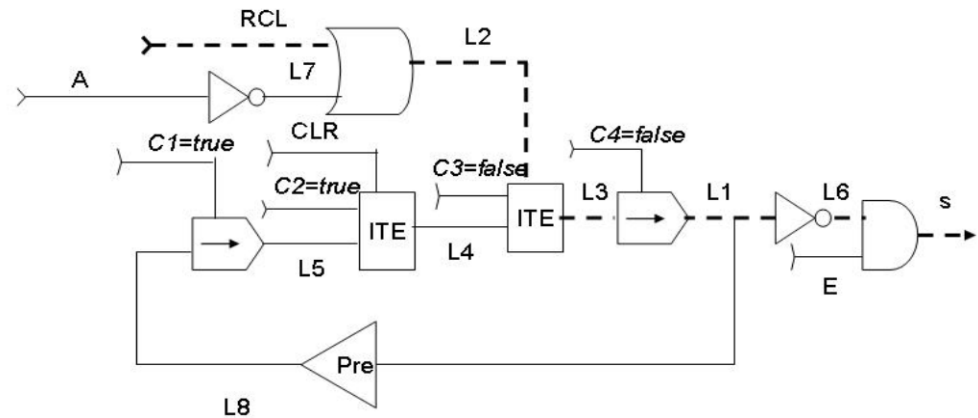 RCL
L2
A
L7
CLR
C1=true
C4=false
C3=false
C2=true
L3
L1
L6
s
ITE
ITE
L5
L4
E
Pre
L8